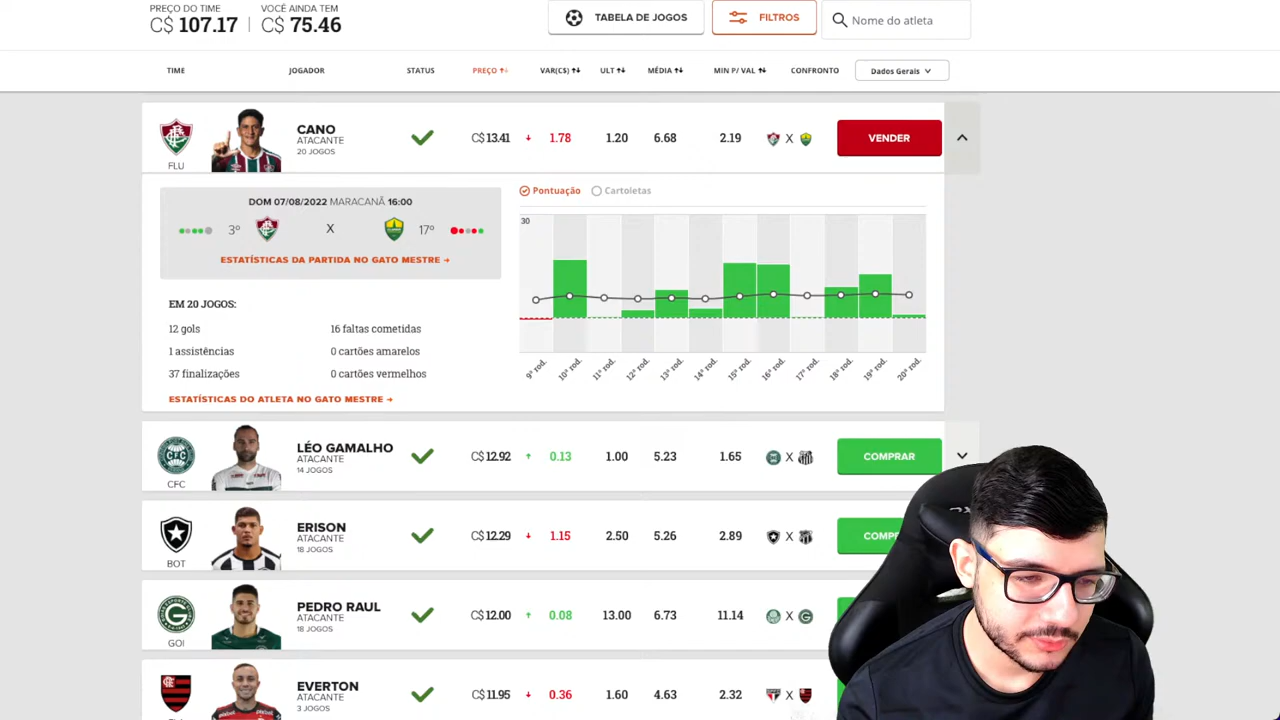 PREÇO DO TIME
C$ 107.17
VOCÊ AINDA TEM
C$ 75.46
TABELA DE JOGOS
FILTROS
Nome do atleta
TIME JOGADOR STATUS PREÇO VAR(C$) ULT MÉDIA MIN P/ VAL CONFRONTO Dados Gerais
FLU
CANO
ATACANTE
20 JOGOS
C$ 13.41 1.78 1.20 6.68 2.19 X VENDER
DOM 07/08/2022 MARACANÃ 16:00
3º X 17º
ESTATÍSTICAS DA PARTIDA NO GATO MESTRE
EM 20 JOGOS:
12 gols 16 faltas cometidas
1 assistências 0 cartões amarelos
37 finalizações 0 cartões vermelhos
ESTATÍSTICAS DO ATLETA NO GATO MESTRE
Pontuação Cartoletas
30
9ª rod. 10ª rod. 11ª rod. 12ª rod. 13ª rod. 14ª rod. 15ª rod. 16ª rod. 17ª rod. 18ª rod. 19ª rod. 20ª rod.
CFC
LÉO GAMALHO
ATACANTE
14 JOGOS
C$ 12.92 0.13 1.00 5.23 1.65 X COMPRAR
BOT
ERISON
ATACANTE
18 JOGOS
C$ 12.29 1.15 2.50 5.26 2.89 X COMP
GOI
PEDRO RAUL
ATACANTE
18 JOGOS
C$ 12.00 0.08 13.00 6.73 11.14 X
EVERTON
ATACANTE
3 JOGOS
C$ 11.95 0.36 1.60 4.63 2.32 X